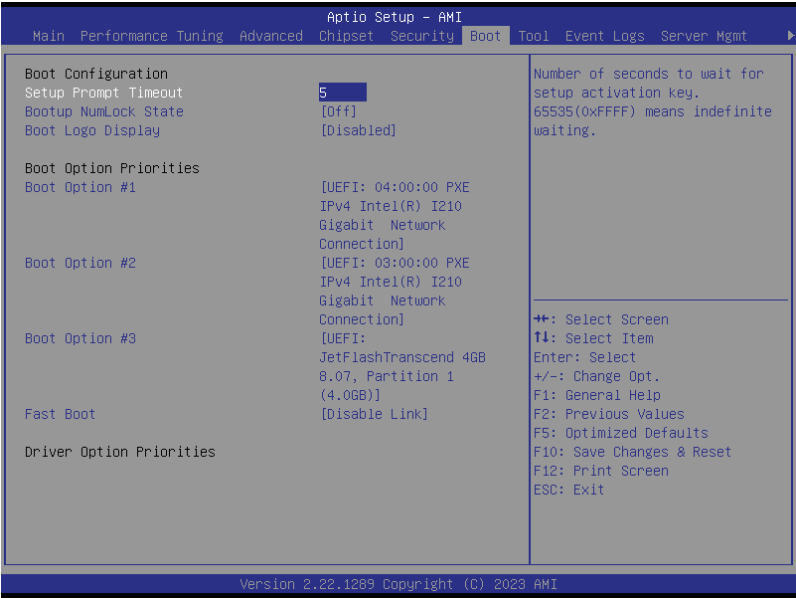 Aptio Setup – AMI
Main Performance Tuning Advanced Chipset Security Boot Tool Event Logs Server Mgmt ►
Boot Configuration
Setup Prompt Timeout 5
Bootup NumLock State [Off]
Boot Logo Display [Disabled]
Boot Option Priorities
Boot Option #1 [UEFI: 04:00:00 PXE
IPv4 Intel(R) I210
Gigabit  Network
Connection]
Boot Option #2 [UEFI: 03:00:00 PXE
IPv4 Intel(R) I210
Gigabit  Network
Connection]
Boot Option #3 [UEFI:
JetFlashTranscend 4GB
8.07, Partition 1
(4.0GB)]
Fast Boot [Disable Link]
Driver Option Priorities
Number of seconds to wait for
setup activation key.
65535(0xFFFF) means indefinite
waiting.
→←: Select Screen
↑↓: Select Item
Enter: Select
+/-: Change Opt.
F1: General Help
F2: Previous Values
F5: Optimized Defaults
F10: Save Changes & Reset
F12: Print Screen
ESC: Exit
Version 2.22.1289 Copyright (C) 2023 AMI